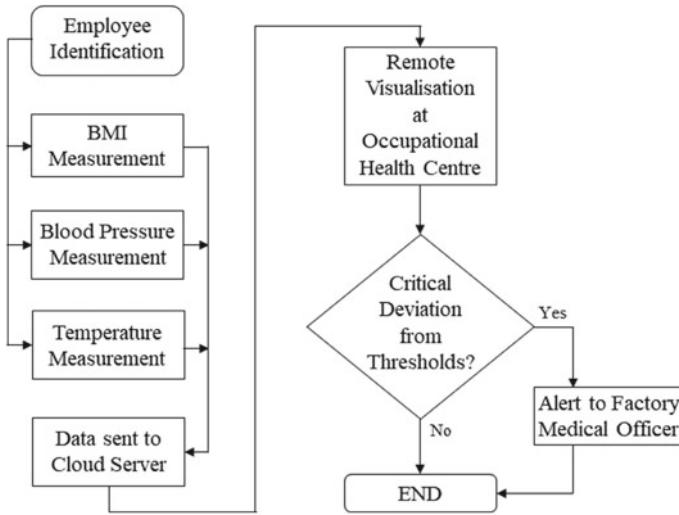 Employee
Identification
BMI
Measurement
Blood Pressure
Measurement
Temperature
Measurement
Data sent to
Cloud Server
Remote
Visualisation
at
Occupational
Health Centre
Critical
Deviation
from
Thresholds?
Yes
Alert to Factory
Medical Officer
No
END